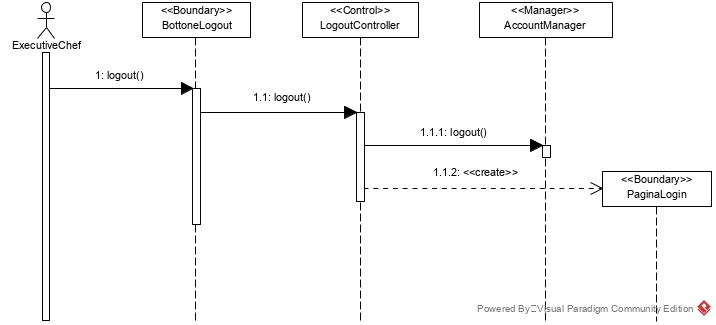 <<Boundary>>
BottoneLogout
<<Control>>
LogoutController
<<Manager>>
AccountManager
ExecutiveChef
1: logout()
1.1: logout()
1.1.1: logout()
1.1.2: <<create>>
<<Boundary>>
PaginaLogin
Powered By Visual Paradigm Community Edition